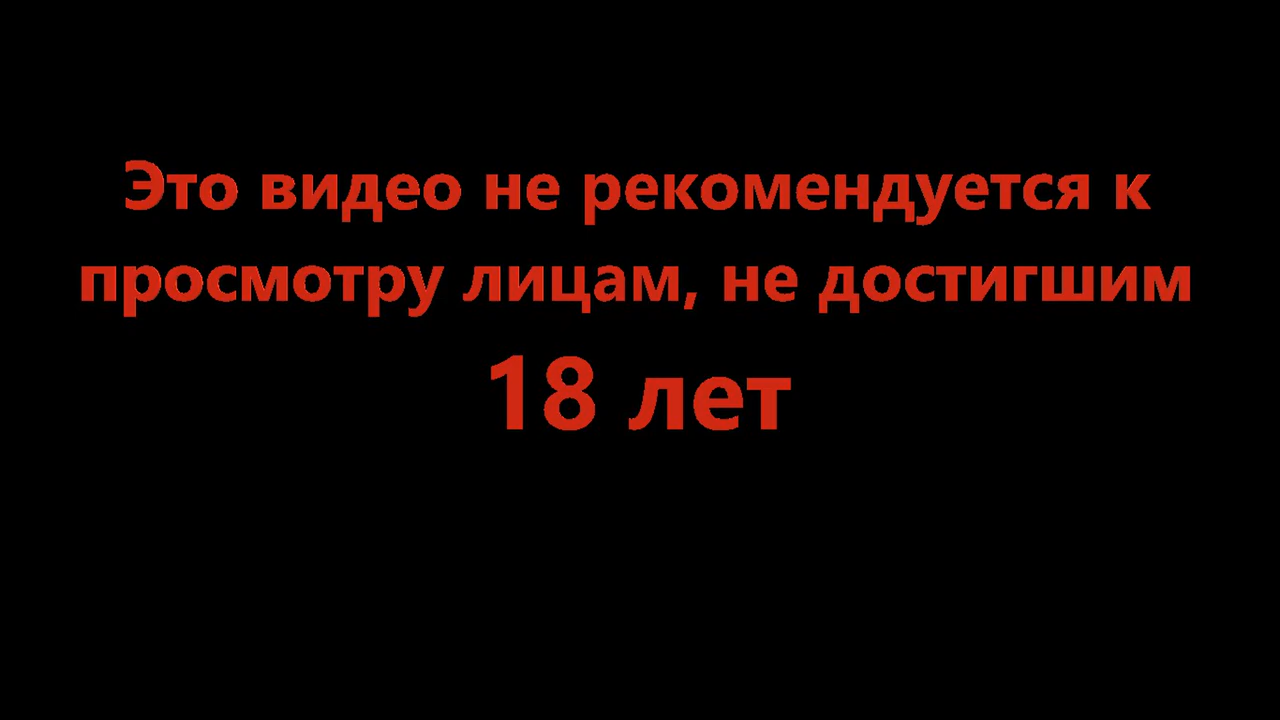 Это видео не рекомендуется к
просмотру лицам, не достигшим
18 лет